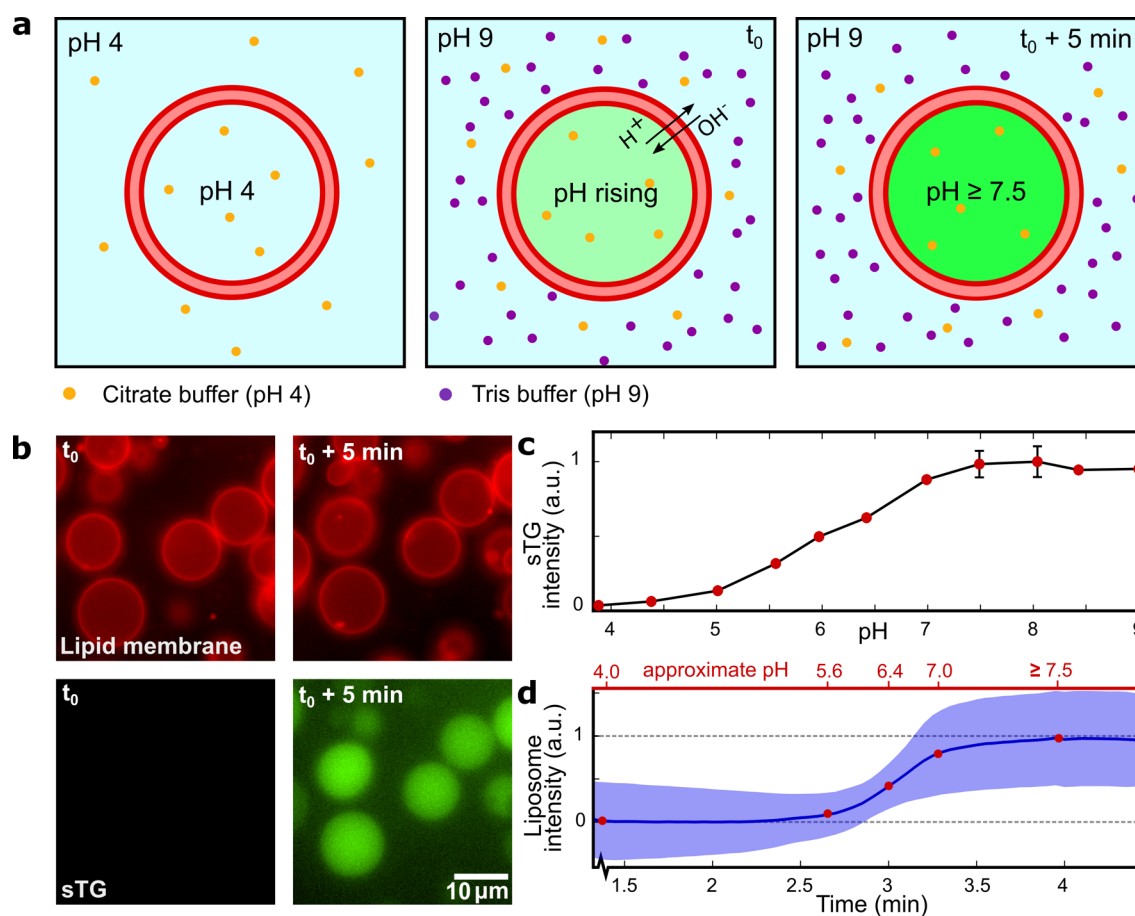 a
pH 4
pH 4
pH 9
t₀
H⁺
OH⁻
pH rising
pH 9
t₀ + 5 min
pH ≥ 7.5
Citrate buffer (pH 4)
Tris buffer (pH 9)
b
t₀
Lipid membrane
t₀ + 5 min
t₀
sTG
t₀ + 5 min
10 μm
c
sTG
intensity (a.u.)
1
0
4 5 6 7 8 9
pH
d
4.0 approximate pH 5.6 6.4 7.0 ≥ 7.5
Liposome
intensity (a.u.)
1
0
1.5 2 2.5 3 3.5 4
Time (min)